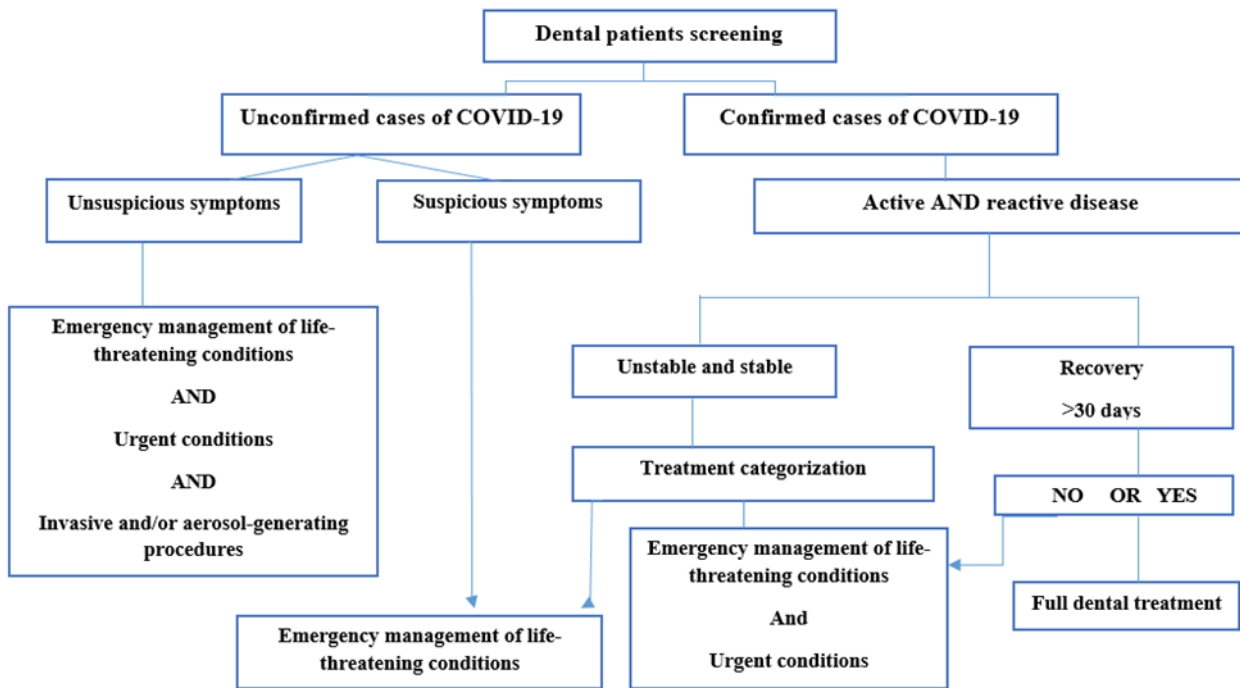 Dental patients screening
Unconfirmed cases of COVID-19
Confirmed cases of COVID-19
Unsuspicious symptoms
Suspicious symptoms
Active AND reactive disease
Emergency management of life-
threatening conditions
AND
Urgent conditions
AND
Invasive and/or aerosol-generating
procedures
Unstable and stable
Recovery
>30 days
Treatment categorization
NO OR YES
Emergency management of life-
threatening conditions
And
Urgent conditions
Full dental treatment
Emergency management of life-
threatening conditions